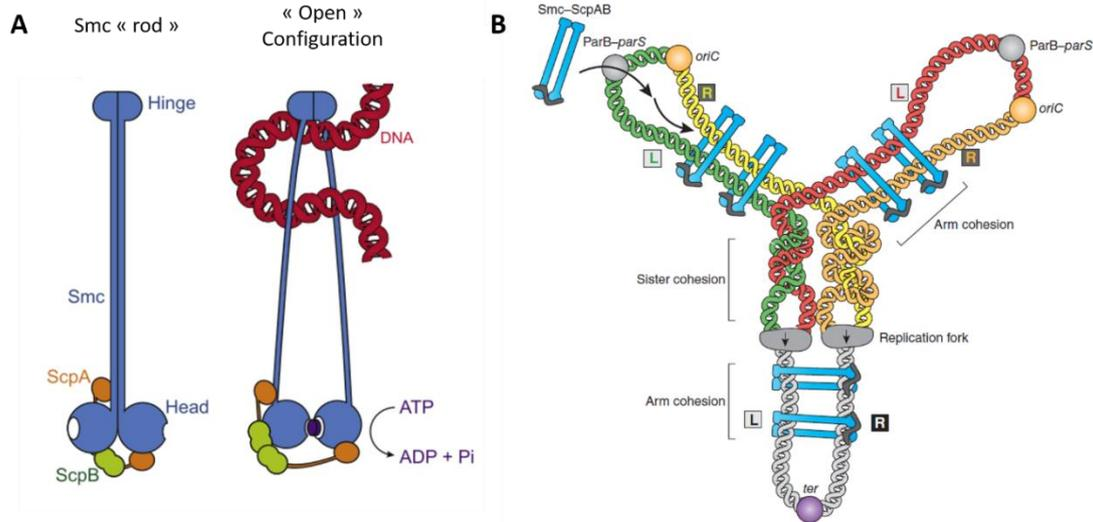 A
Smc « rod »
« Open »
Configuration
Hinge
DNA
Smc
ScpA
Head
ScpB
ATP
ADP + Pi
B
Smc–ScpAB
ParB–parS
oriC
R
L
ParB–parS
oriC
L
R
Arm cohesion
Sister cohesion
Replication fork
Arm cohesion
L
R
ter